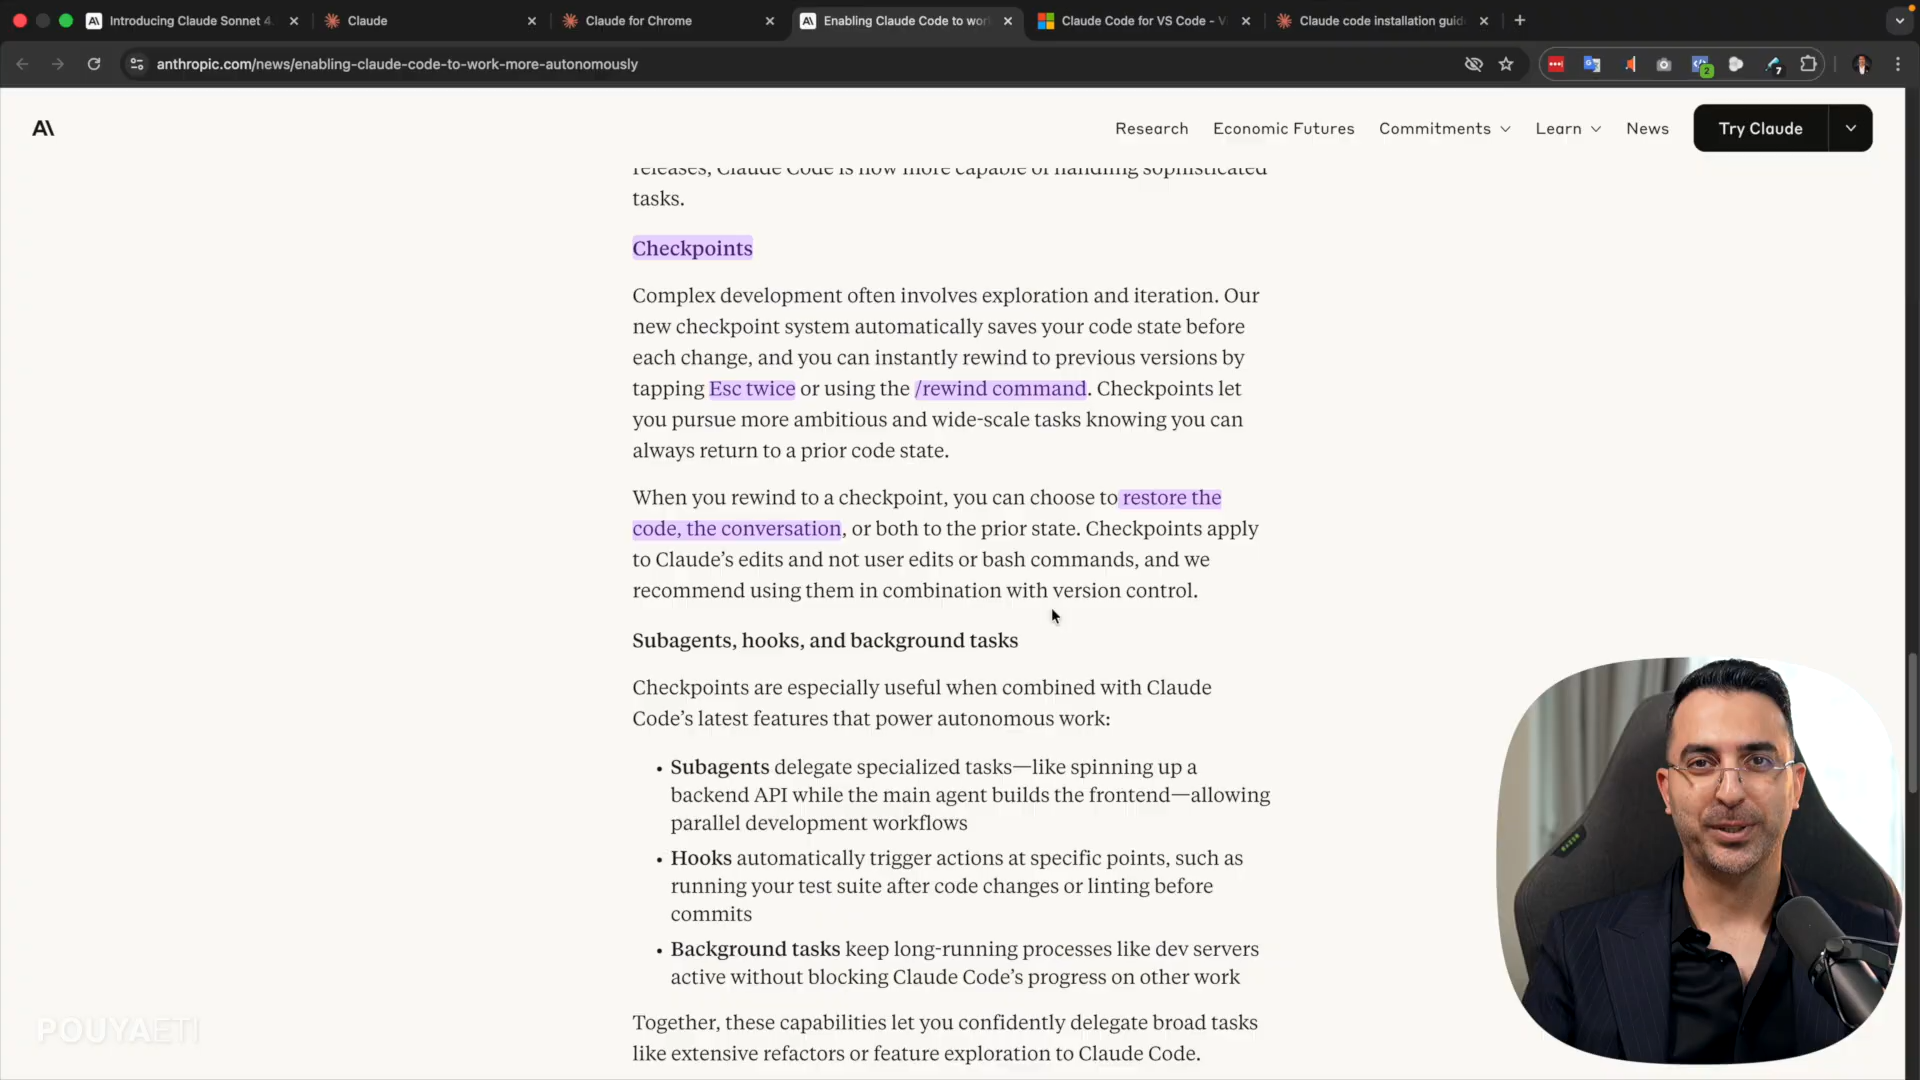 Introducing Claude Sonnet 4.
Claude
Claude for Chrome
Enabling Claude Code to wor
Claude Code for VS Code - V
Claude code installation guid
anthropic.com/news/enabling-claude-code-to-work-more-autonomously
2
7
A\
Research
Economic Futures
Commitments
Learn
News
Try Claude
releases, Claude Code is now more capable of handling sophisticated
tasks.
Checkpoints
Complex development often involves exploration and iteration. Our
new checkpoint system automatically saves your code state before
each change, and you can instantly rewind to previous versions by
tapping Esc twice or using the /rewind command. Checkpoints let
you pursue more ambitious and wide-scale tasks knowing you can
always return to a prior code state.
When you rewind to a checkpoint, you can choose to restore the
code, the conversation, or both to the prior state. Checkpoints apply
to Claude’s edits and not user edits or bash commands, and we
recommend using them in combination with version control.
Subagents, hooks, and background tasks
Checkpoints are especially useful when combined with Claude
Code’s latest features that power autonomous work:
• Subagents delegate specialized tasks—like spinning up a
backend API while the main agent builds the frontend—allowing
parallel development workflows
• Hooks automatically trigger actions at specific points, such as
running your test suite after code changes or linting before
commits
• Background tasks keep long-running processes like dev servers
active without blocking Claude Code’s progress on other work
Together, these capabilities let you confidently delegate broad tasks
like extensive refactors or feature exploration to Claude Code.
POUYAETI